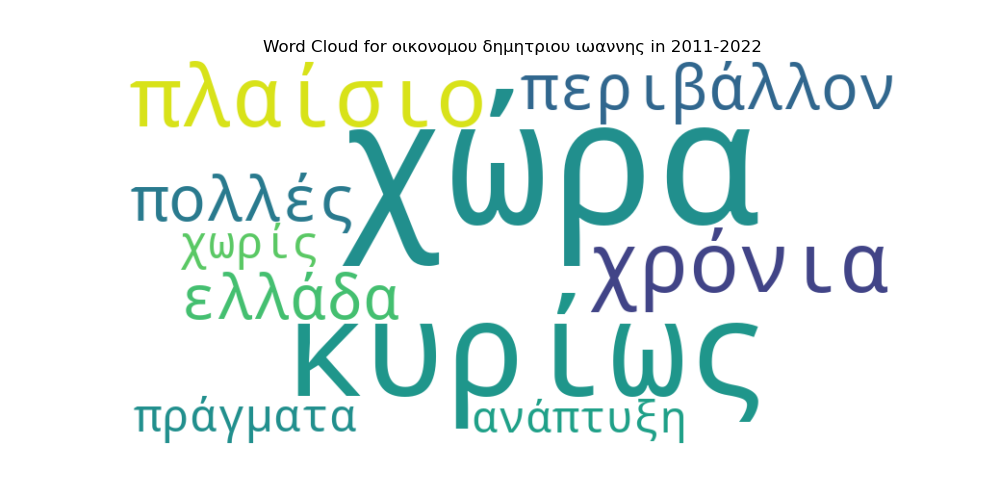 Word Cloud for οικονομου δημητριου ιωαννης in 2011-2022
πλαίσιο
περιβάλλον
χώρα
πολλές
χωρίς
χρόνια
ελλάδα
κυρίως
πράγματα
ανάπτυξη